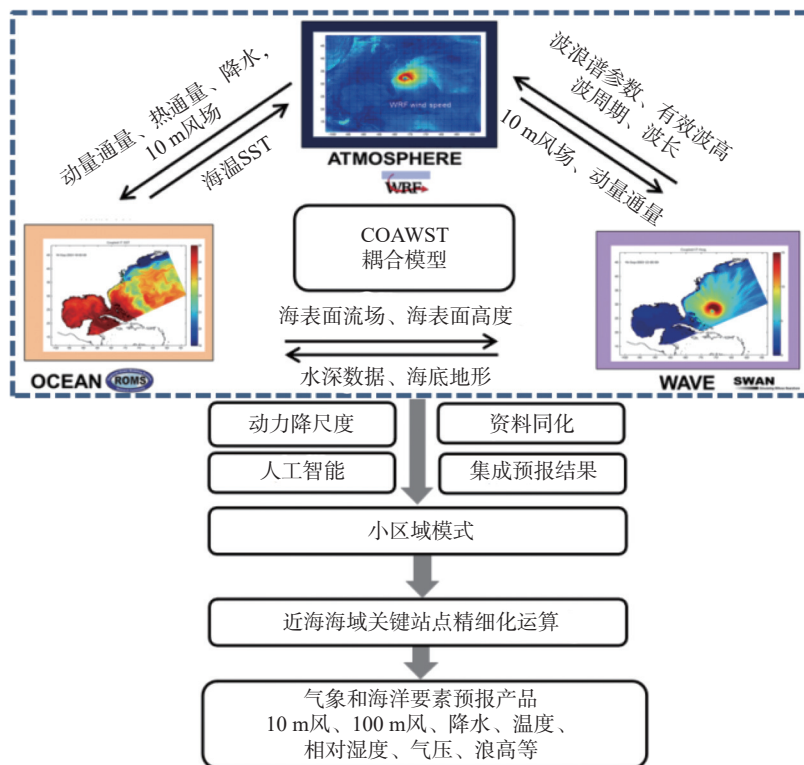 WRF wind speed
ATMOSPHERE
WRF
动量通量、热通量、降水，
10 m风场
海温SST
波浪谱参数、有效波高
波周期、波长
10 m风场、动量通量
COAWST
耦合模型
海表面流场、海表面高度
水深数据、海底地形
OCEAN ROMS
WAVE SWAN
动力降尺度
资料同化
人工智能
集成预报结果
小区域模式
近海海域关键站点精细化运算
气象和海洋要素预报产品
10 m风、100 m风、降水、温度、
相对湿度、气压、浪高等